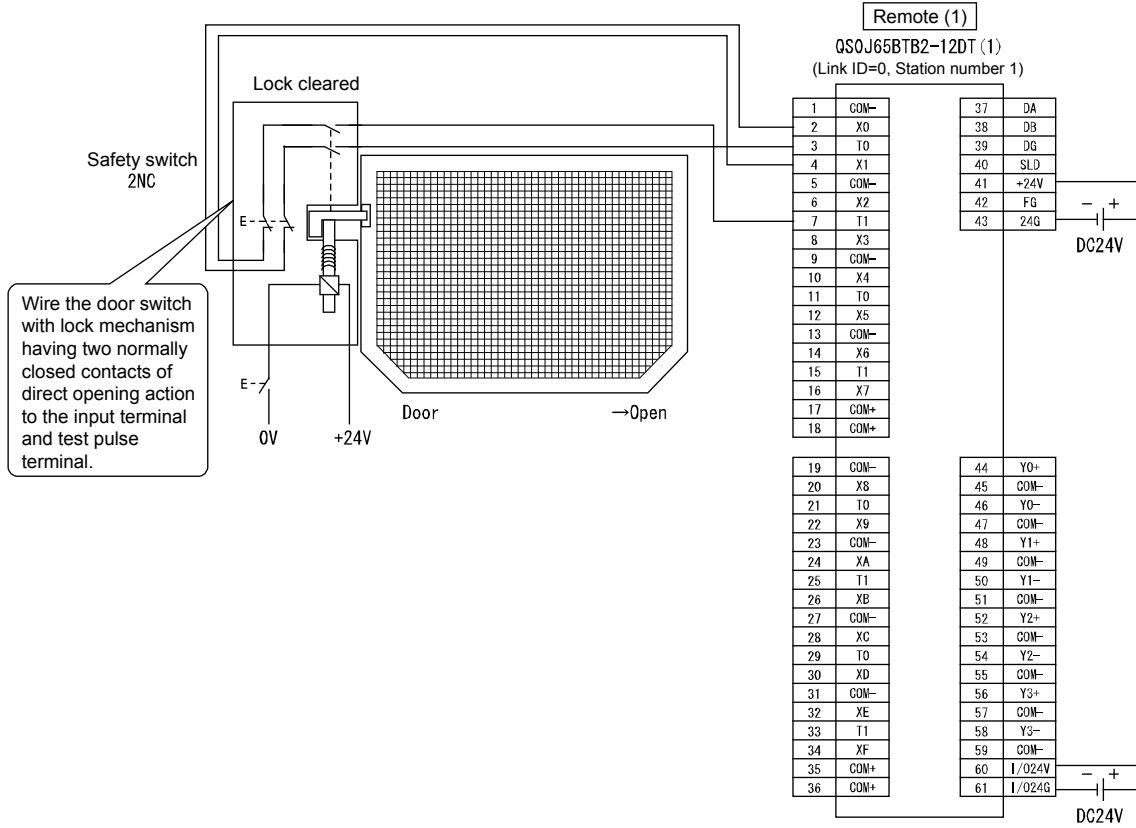 Remote (1)
QS0J65BTB2-12DT(1)
(Link ID=0, Station number 1)
Lock cleared
Safety switch
2NC
E
Wire the door switch
with lock mechanism
having two normally
closed contacts of
direct opening action
to the input terminal
and test pulse
terminal.
E
0V
+24V
Door
→Open
1 COM-
2 X0
3 T0
4 X1
5 COM-
6 X2
7 T1
8 X3
9 COM-
10 X4
11 T0
12 X5
13 COM-
14 X6
15 T1
16 X7
17 COM+
18 COM+
19 COM-
20 X8
21 T0
22 X9
23 COM-
24 XA
25 T1
26 XB
27 COM-
28 XC
29 T0
30 XD
31 COM-
32 XE
33 T1
34 XF
35 COM+
36 COM+
37 DA
38 DB
39 DG
40 SLD
41 +24V
42 FG
43 24G
- +
DC24V
44 Y0+
45 COM-
46 Y0-
47 COM-
48 Y1+
49 COM-
50 Y1-
51 COM-
52 Y2+
53 COM-
54 Y2-
55 COM-
56 Y3+
57 COM-
58 Y3-
59 COM-
60 I/O24V
61 I/O24G
- +
DC24V